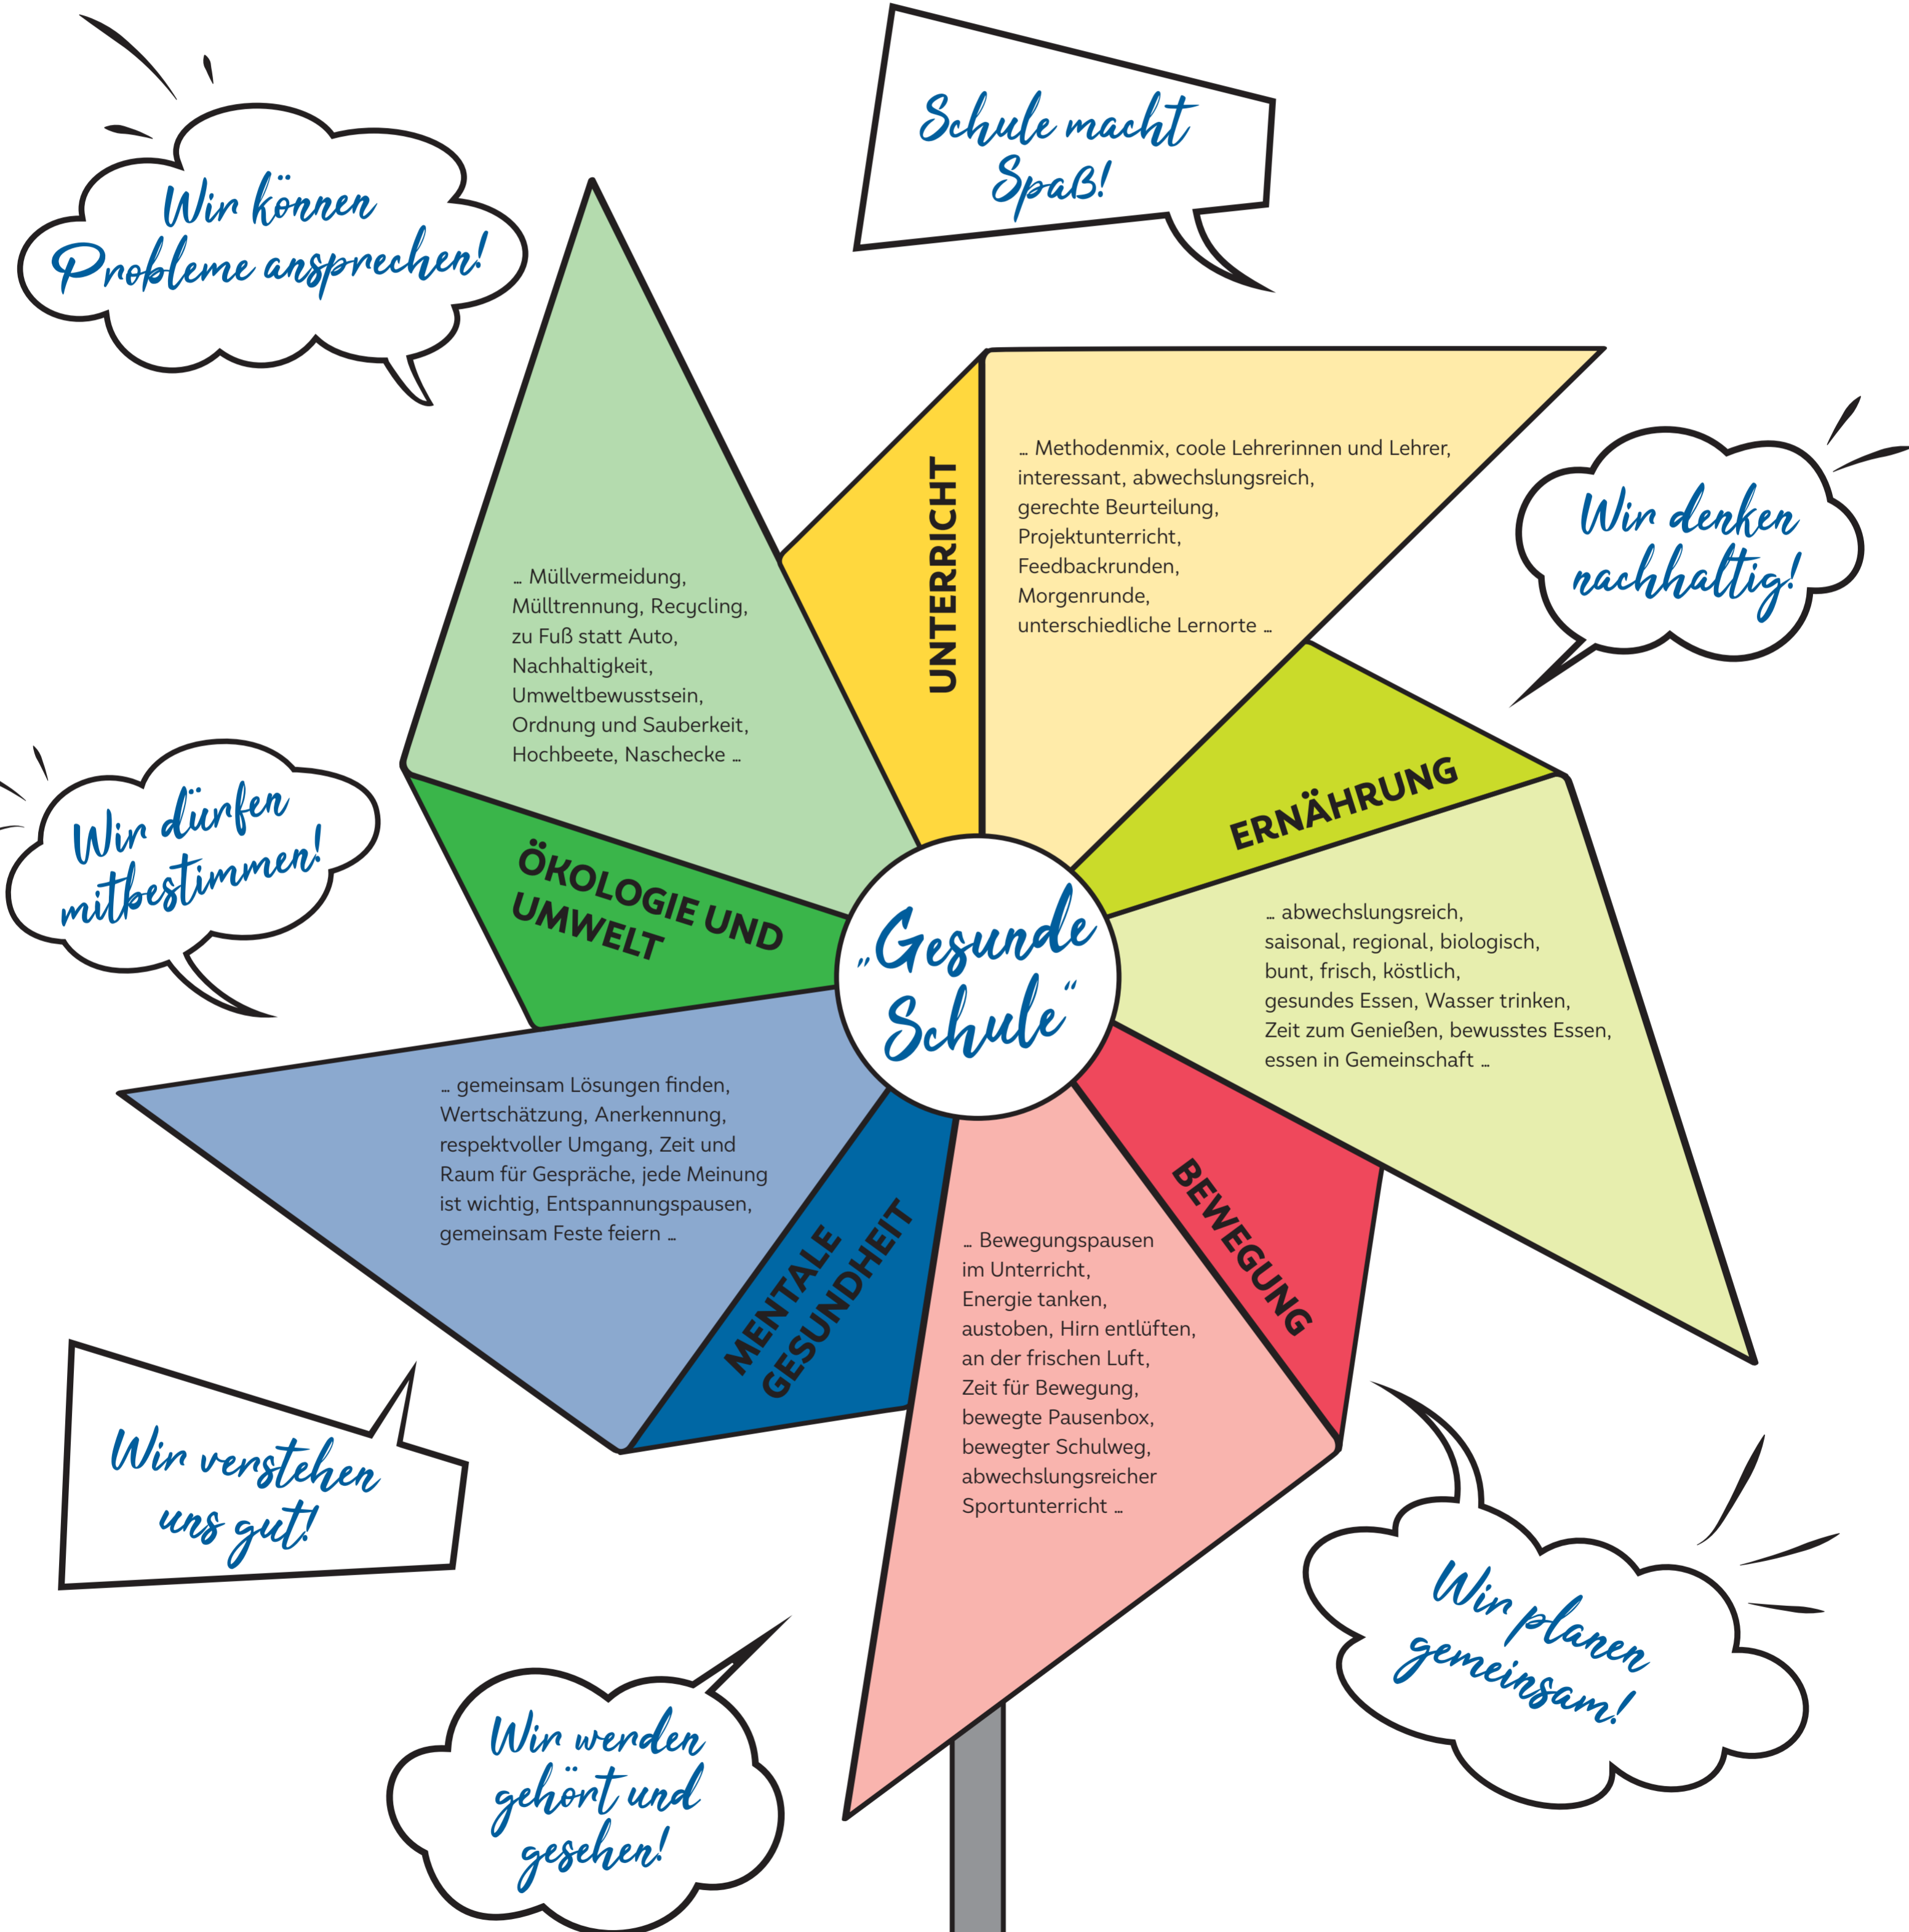 Schule macht
Spaß!
Wir können
Probleme ansprechen!
UNTERRICHT
… Methodenmix, coole Lehrerinnen und Lehrer,
interessant, abwechslungsreich,
gerechte Beurteilung,
Projektunterricht,
Feedbackrunden,
Morgenrunde,
unterschiedliche Lernorte …
Wir denken
nachhaltig!
… Müllvermeidung,
Mülltrennung, Recycling,
zu Fuß statt Auto,
Nachhaltigkeit,
Umweltbewusstsein,
Ordnung und Sauberkeit,
Hochbeete, Naschecke …
ÖKOLOGIE UND
UMWELT
Wir dürfen
mitbestimmen!
ERNÄHRUNG
… abwechslungsreich,
saisonal, regional, biologisch,
bunt, frisch, köstlich,
gesundes Essen, Wasser trinken,
Zeit zum Genießen, bewusstes Essen,
essen in Gemeinschaft …
„Gesunde
Schule“
… gemeinsam Lösungen finden,
Wertschätzung, Anerkennung,
respektvoller Umgang, Zeit und
Raum für Gespräche, jede Meinung
ist wichtig, Entspannungspausen,
gemeinsam Feste feiern …
MENTALE
GESUNDHEIT
BEWEGUNG
… Bewegungspausen
im Unterricht,
Energie tanken,
austoben, Hirn entlüften,
an der frischen Luft,
Zeit für Bewegung,
bewegte Pausenbox,
bewegter Schulweg,
abwechslungsreicher
Sportunterricht …
Wir verstehen
uns gut!
Wir planen
gemeinsam!
Wir werden
gehört und
gesehen!